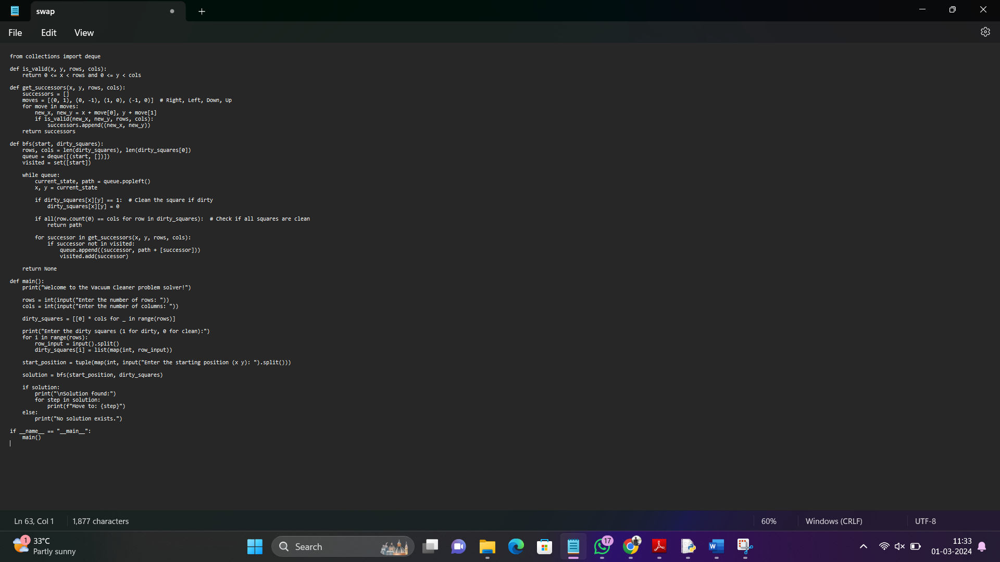 swap
File Edit View
from collections import deque
def is_valid(x, y, rows, cols):
    return 0 <= x < rows and 0 <= y < cols
def get_successors(x, y, rows, cols):
    successors = []
    moves = [(0, 1), (0, -1), (1, 0), (-1, 0)]  # Right, Left, Down, Up
    for move in moves:
        new_x, new_y = x + move[0], y + move[1]
        if is_valid(new_x, new_y, rows, cols):
            successors.append((new_x, new_y))
    return successors
def bfs(start, dirty_squares):
    rows, cols = len(dirty_squares), len(dirty_squares[0])
    queue = deque([(start, [])])
    visited = set([start])
    while queue:
        current_state, path = queue.popleft()
        x, y = current_state
        if dirty_squares[x][y] == 1:  # Clean the square if dirty
            dirty_squares[x][y] = 0
        if all(row.count(0) == cols for row in dirty_squares):  # Check if all squares are clean
            return path
        for successor in get_successors(x, y, rows, cols):
            if successor not in visited:
                queue.append((successor, path + [successor]))
                visited.add(successor)
    return None
def main():
    print("Welcome to the Vacuum Cleaner problem solver!")
    rows = int(input("Enter the number of rows: "))
    cols = int(input("Enter the number of columns: "))
    dirty_squares = [[0] * cols for _ in range(rows)]
    print("Enter the dirty squares (1 for dirty, 0 for clean):")
    for i in range(rows):
        row_input = input().split()
        dirty_squares[i] = list(map(int, row_input))
    start_position = tuple(map(int, input("Enter the starting position (x y): ").split()))
    solution = bfs(start_position, dirty_squares)
    if solution:
        print("\nSolution found:")
        for step in solution:
            print(f"Move to: {step}")
    else:
        print("No solution exists.")
if __name__ == "__main__":
    main()
Ln 63, Col 1 1,877 characters 60% Windows (CRLF) UTF-8
1 33°C
Partly sunny
Search
17
W
11:33
01-03-2024